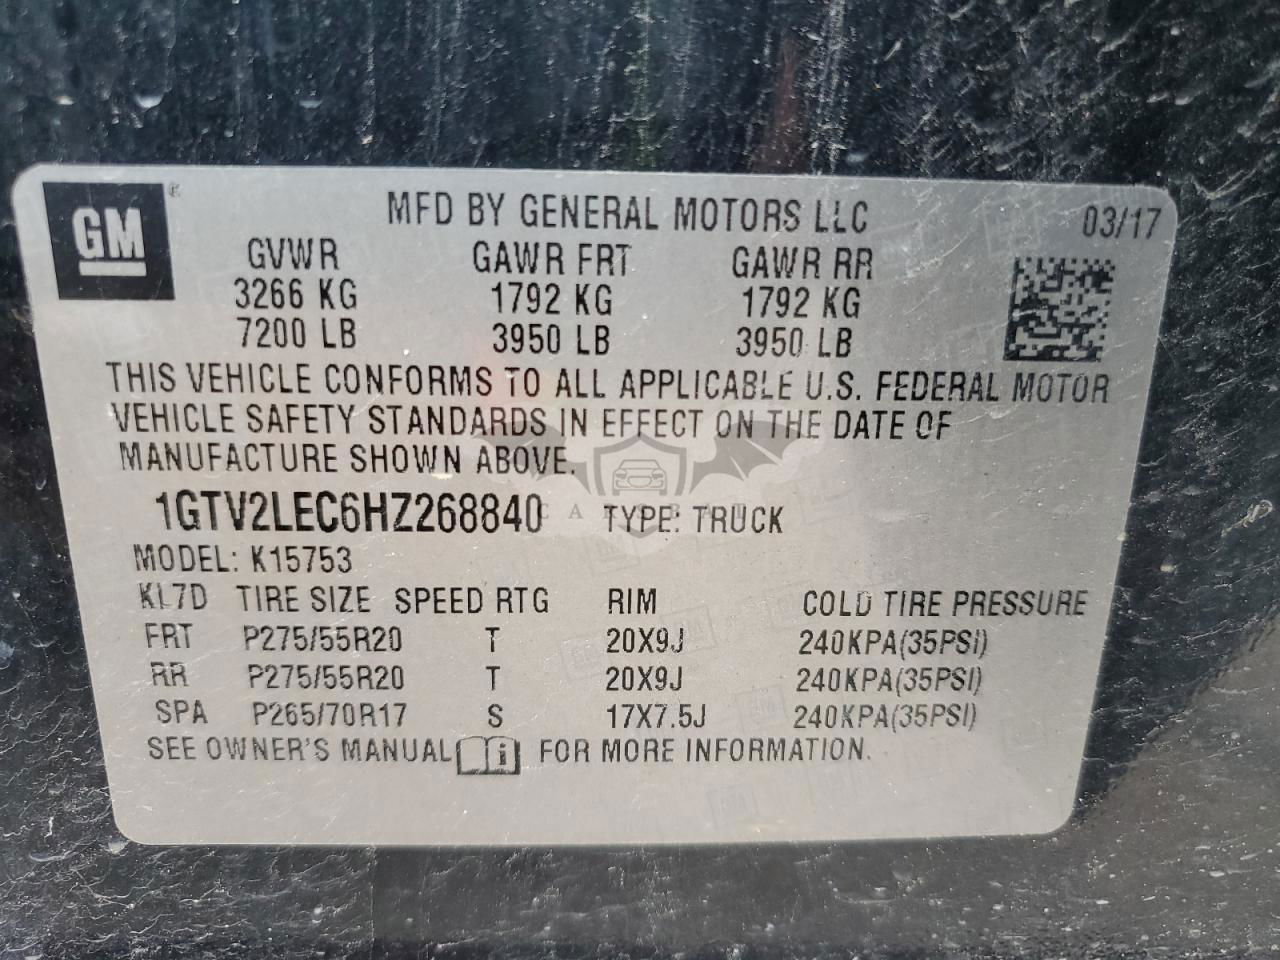 GM ®
MFD BY GENERAL MOTORS LLC 03/17
GVWR GAWR FRT GAWR RR
3266 KG 1792 KG 1792 KG
7200 LB 3950 LB 3950 LB
THIS VEHICLE CONFORMS TO ALL APPLICABLE U.S. FEDERAL MOTOR
VEHICLE SAFETY STANDARDS IN EFFECT ON THE DATE OF
MANUFACTURE SHOWN ABOVE.
1GTV2LEC6HZ268840 TYPE: TRUCK
MODEL: K15753
KL7D TIRE SIZE SPEED RTG RIM COLD TIRE PRESSURE
FRT P275/55R20 T 20X9J 240KPA(35PSI)
RR P275/55R20 T 20X9J 240KPA(35PSI)
SPA P265/70R17 S 17X7.5J 240KPA(35PSI)
SEE OWNER'S MANUAL i FOR MORE INFORMATION.